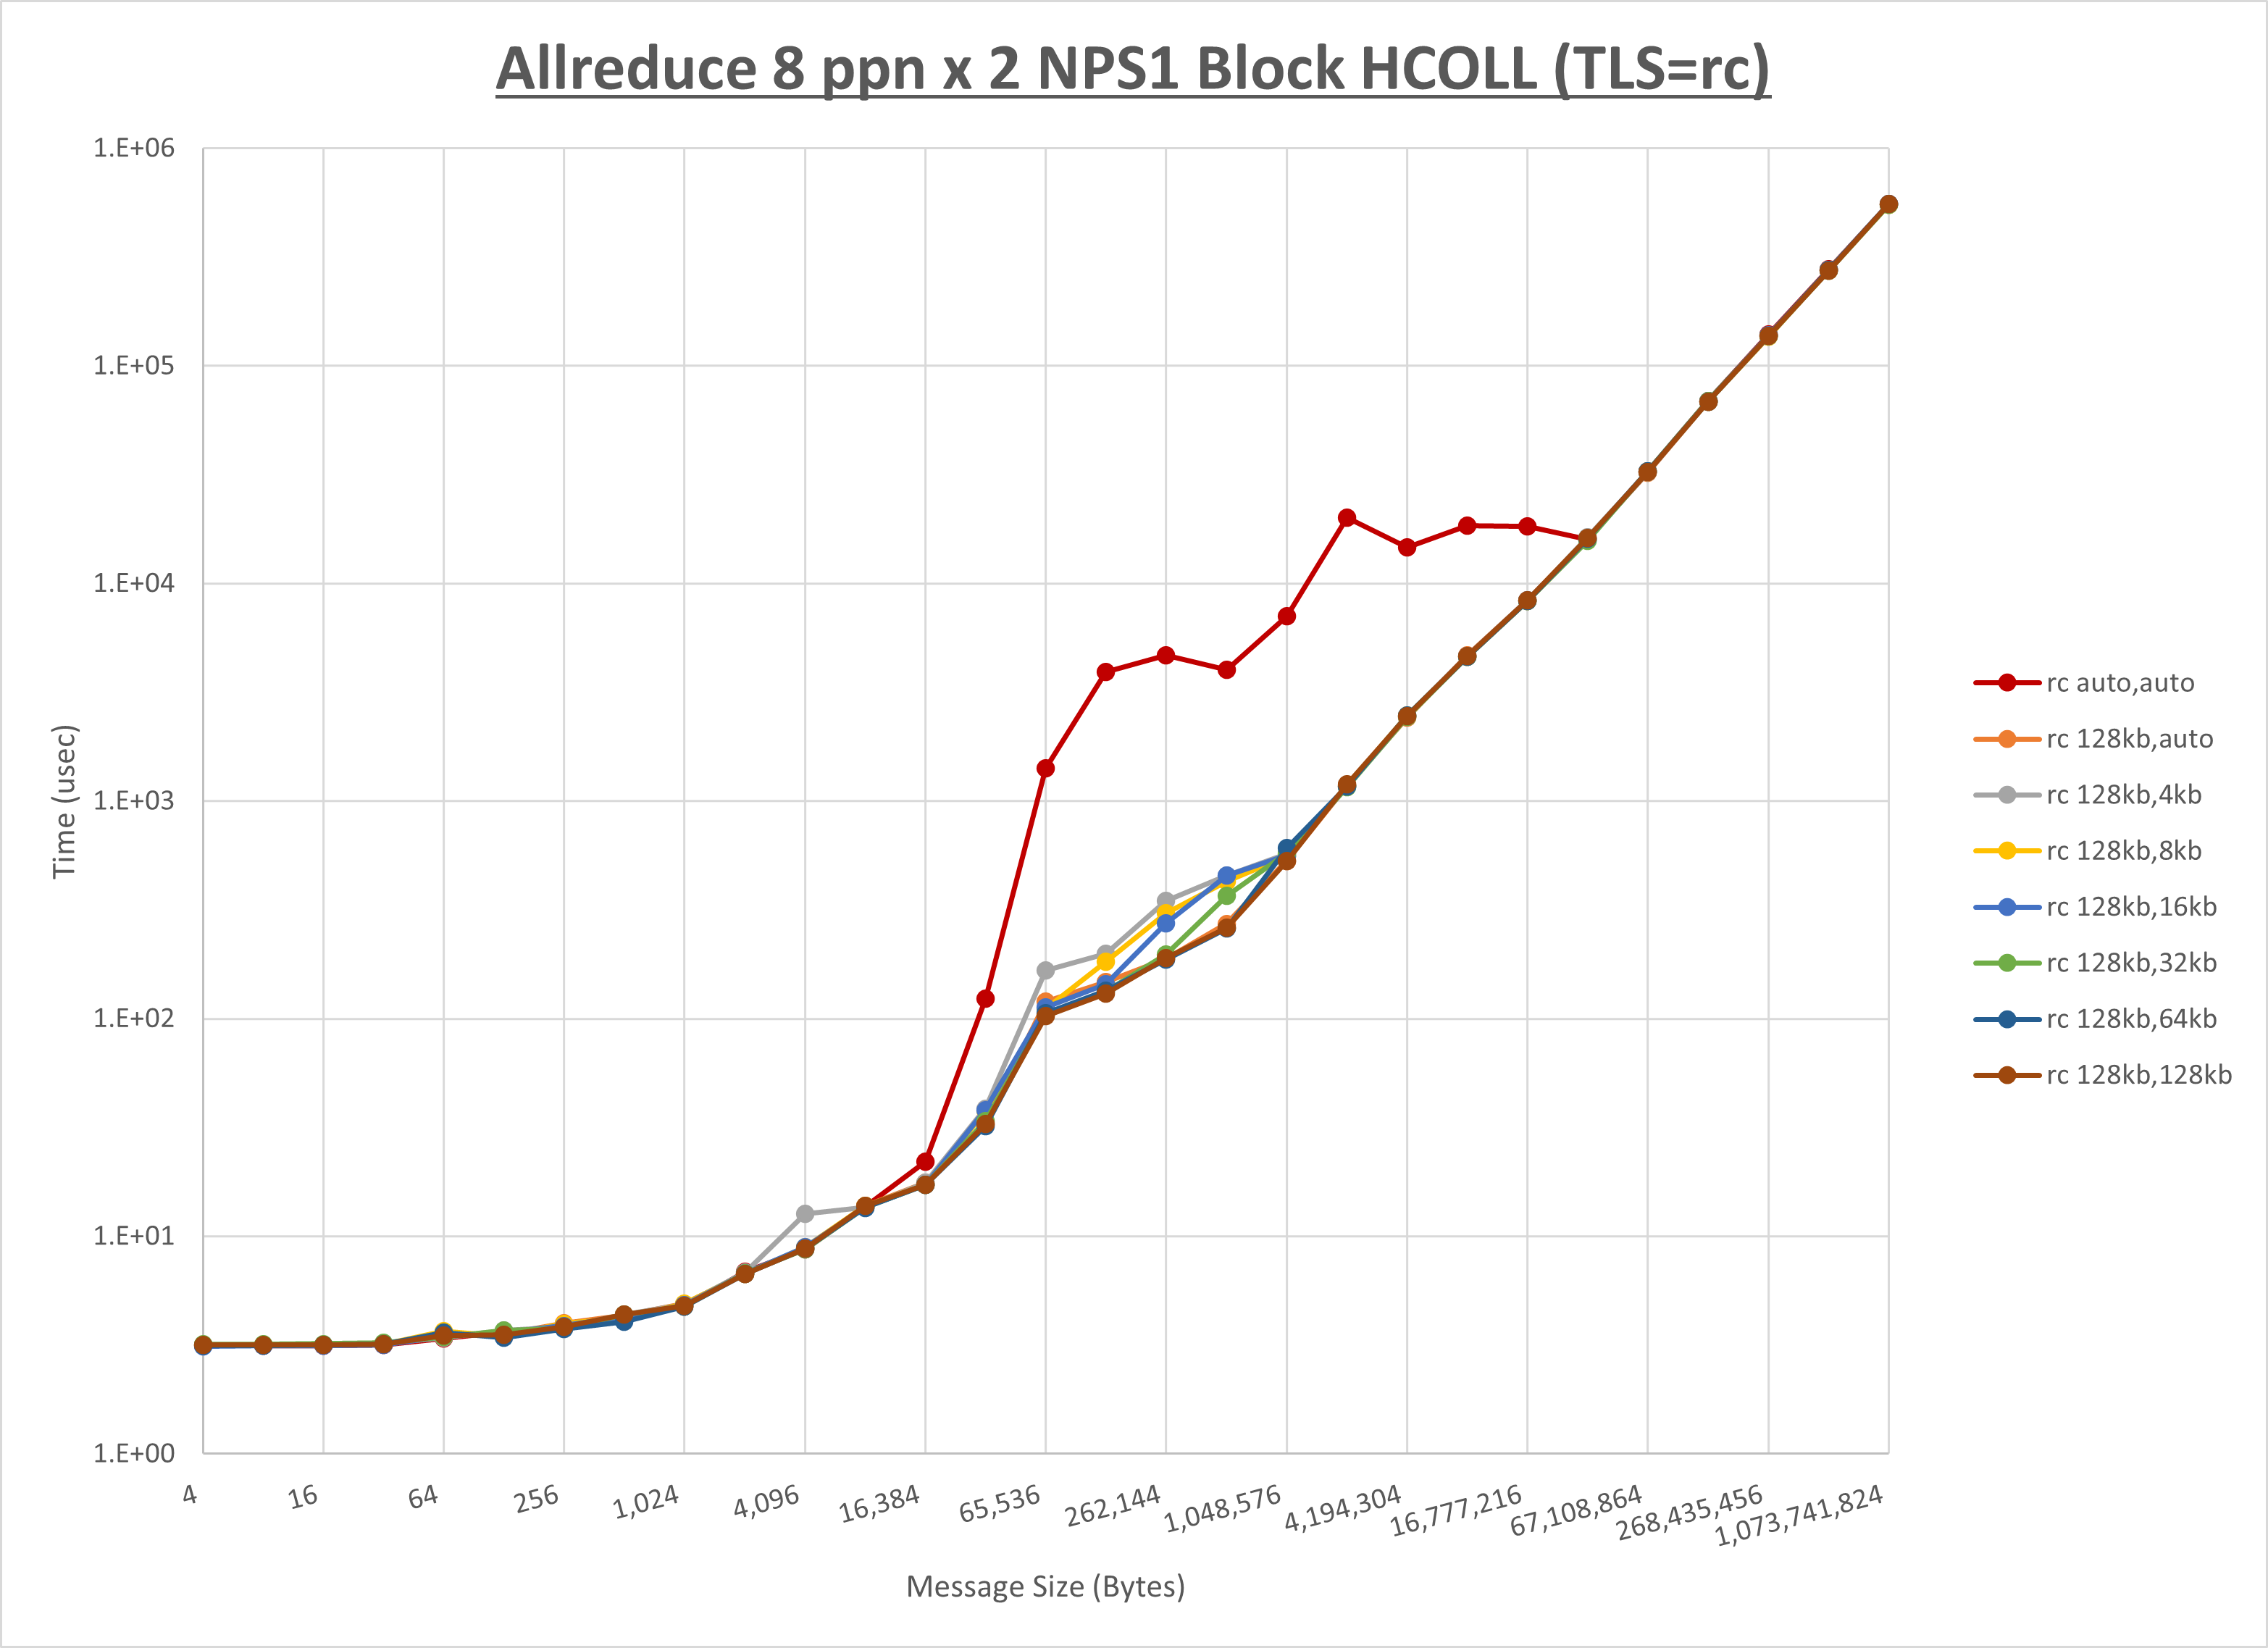 Allreduce 8 ppn x 2 NPS1 Block HCOLL (TLS=rc)
1.E+06
1.E+05
1.E+04
1.E+03
1.E+02
1.E+01
1.E+00
Time (usec)
4 16 64 256 1,024 4,096 16,384 65,536 262,144 1,048,576 4,194,304 16,777,216 67,108,864 268,435,456 1,073,741,824
Message Size (Bytes)
rc auto,auto
rc 128kb,auto
rc 128kb,4kb
rc 128kb,8kb
rc 128kb,16kb
rc 128kb,32kb
rc 128kb,64kb
rc 128kb,128kb